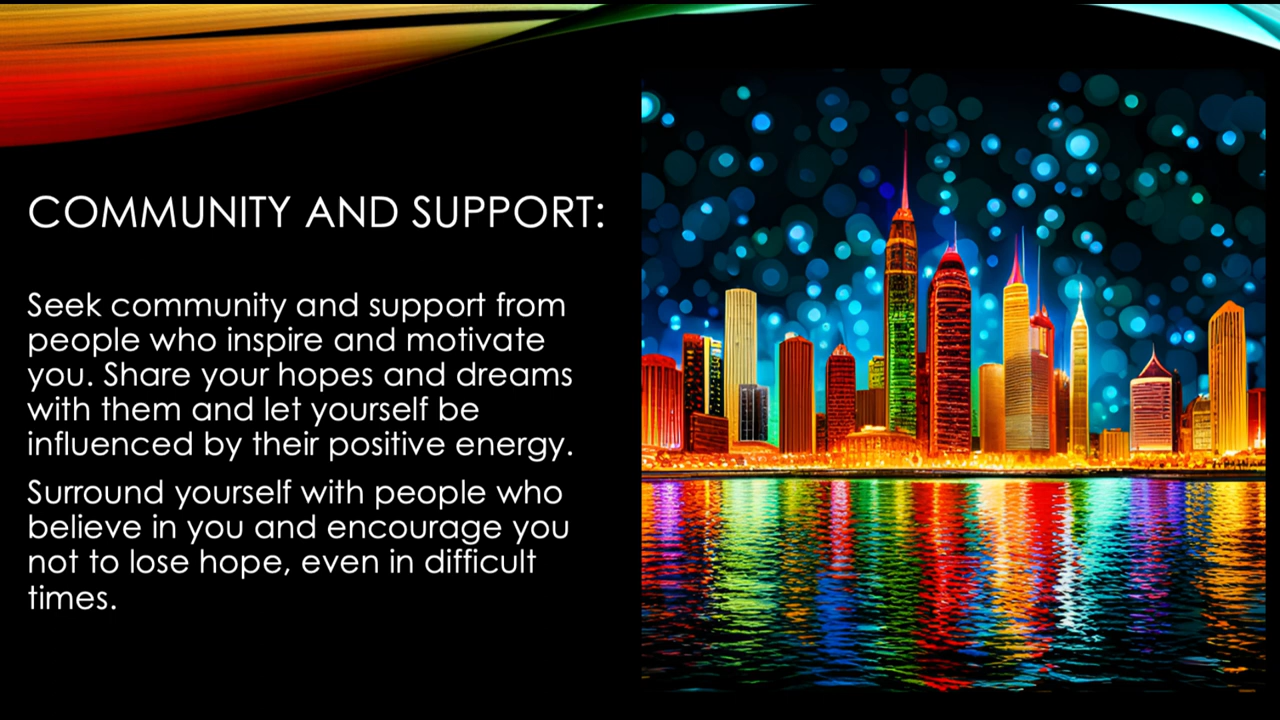 COMMUNITY AND SUPPORT:
Seek community and support from
people who inspire and motivate
you. Share your hopes and dreams
with them and let yourself be
influenced by their positive energy.
Surround yourself with people who
believe in you and encourage you
not to lose hope, even in difficult
times.